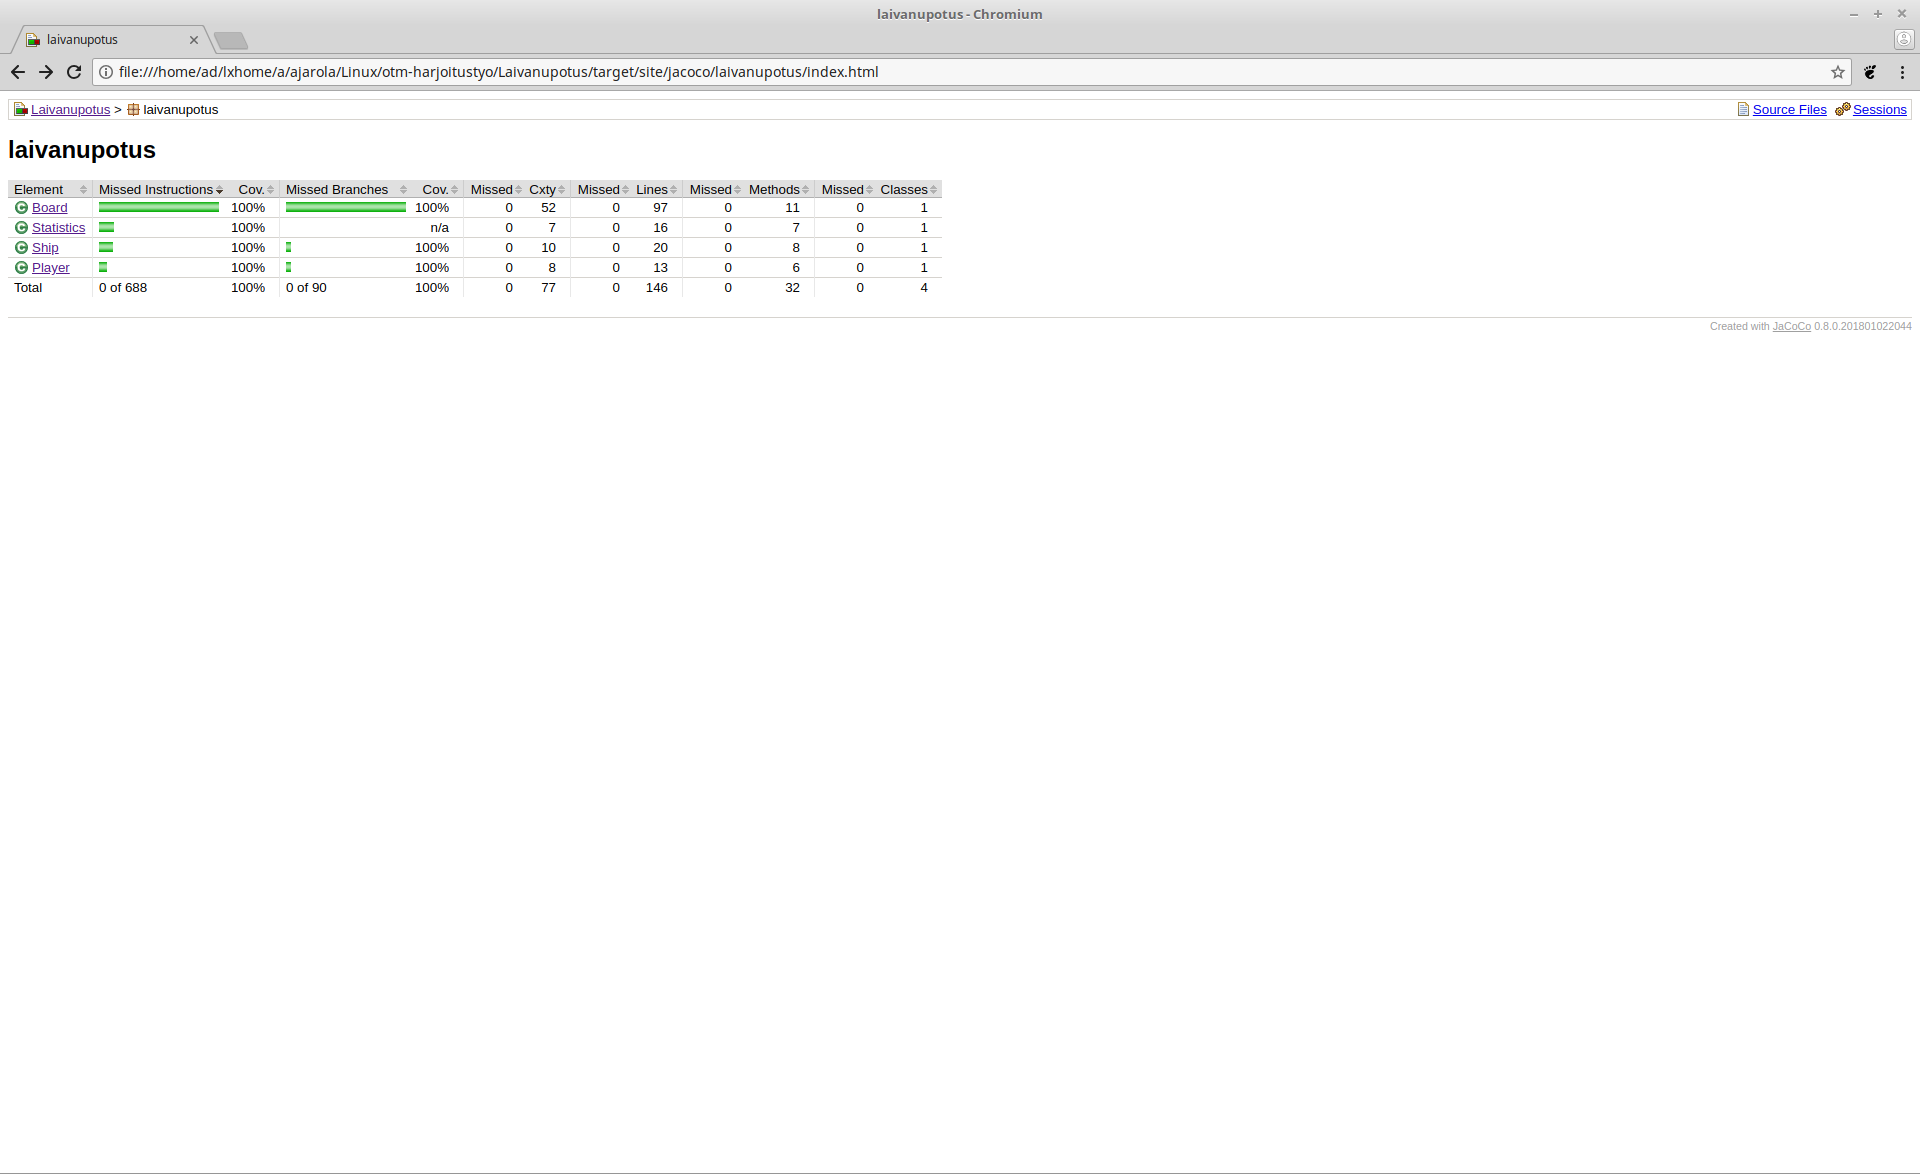 laivanupotus - Chromium
laivanupotus
file:///home/ad/lxhome/a/ajarola/Linux/otm-harjoitustyo/Laivanupotus/target/site/jacoco/laivanupotus/index.html
Laivanupotus > laivanupotus Source Files Sessions
laivanupotus
Element Missed Instructions Cov. Missed Branches Cov. Missed Cxty Missed Lines Missed Methods Missed Classes
Board 100% 100% 0 52 0 97 0 11 0 1
Statistics 100% n/a 0 7 0 16 0 7 0 1
Ship 100% 100% 0 10 0 20 0 8 0 1
Player 100% 100% 0 8 0 13 0 6 0 1
Total 0 of 688 100% 0 of 90 100% 0 77 0 146 0 32 0 4
Created with JaCoCo 0.8.0.201801022044